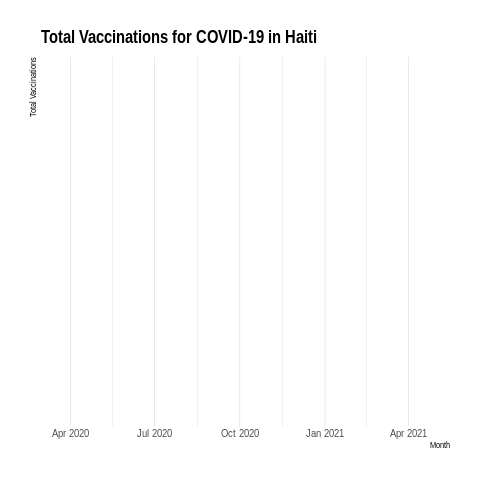 Total Vaccinations for COVID-19 in Haiti
Total Vaccinations
Apr 2020
Jul 2020
Oct 2020
Jan 2021
Apr 2021
Month